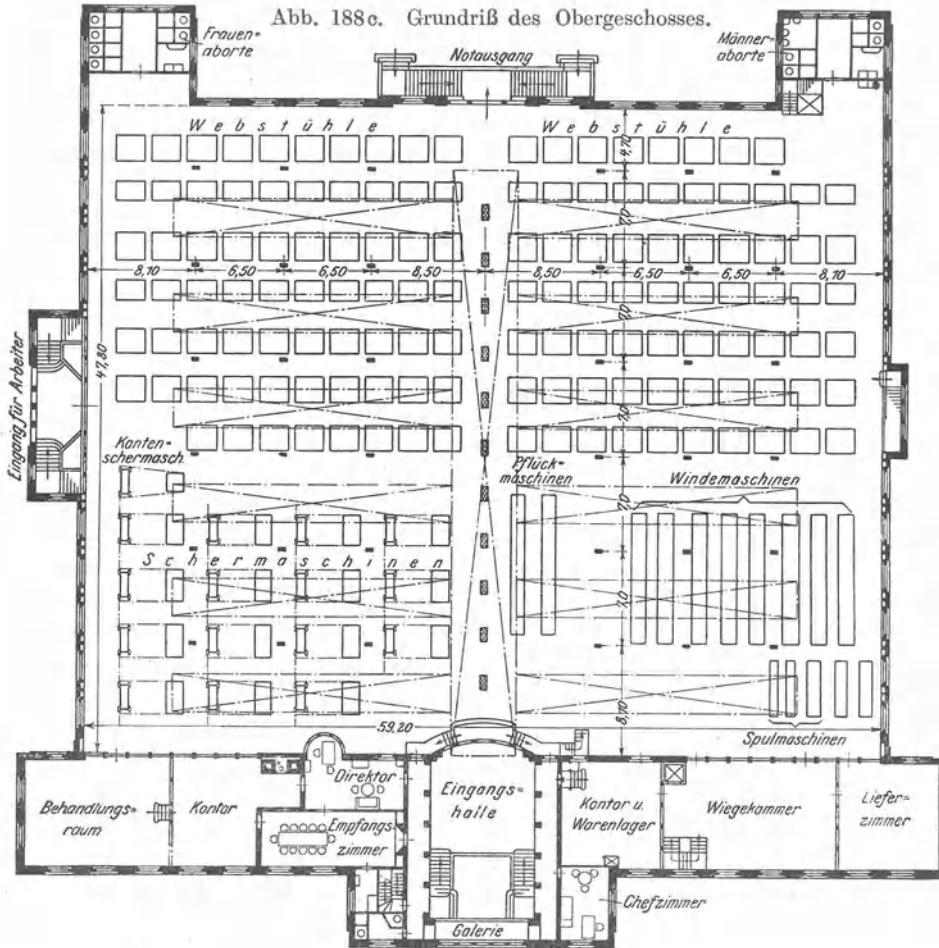 Abb. 188c. Grundriß des Obergeschosses.
Frauen-
aborte
Notausgang
Männer-
aborte
Webstühle
Webstühle
4,70
7,0
8,10 6,50 6,50 8,50 8,50 6,50 6,50 8,10
7,0
47,80
Eingang für Arbeiter
7,0
Kanten-
schermasch.
Pflück-
maschinen
Windemaschinen
7,0
Schermaschinen
7,0
8,10
59,20
Spulmaschinen
Behandlungs-
raum
Kontor
Direktor
Empfangs-
zimmer
Eingangs-
halle
Kontor u.
Warenlager
Wiegekammer
Liefer-
zimmer
Chefzimmer
Galerie